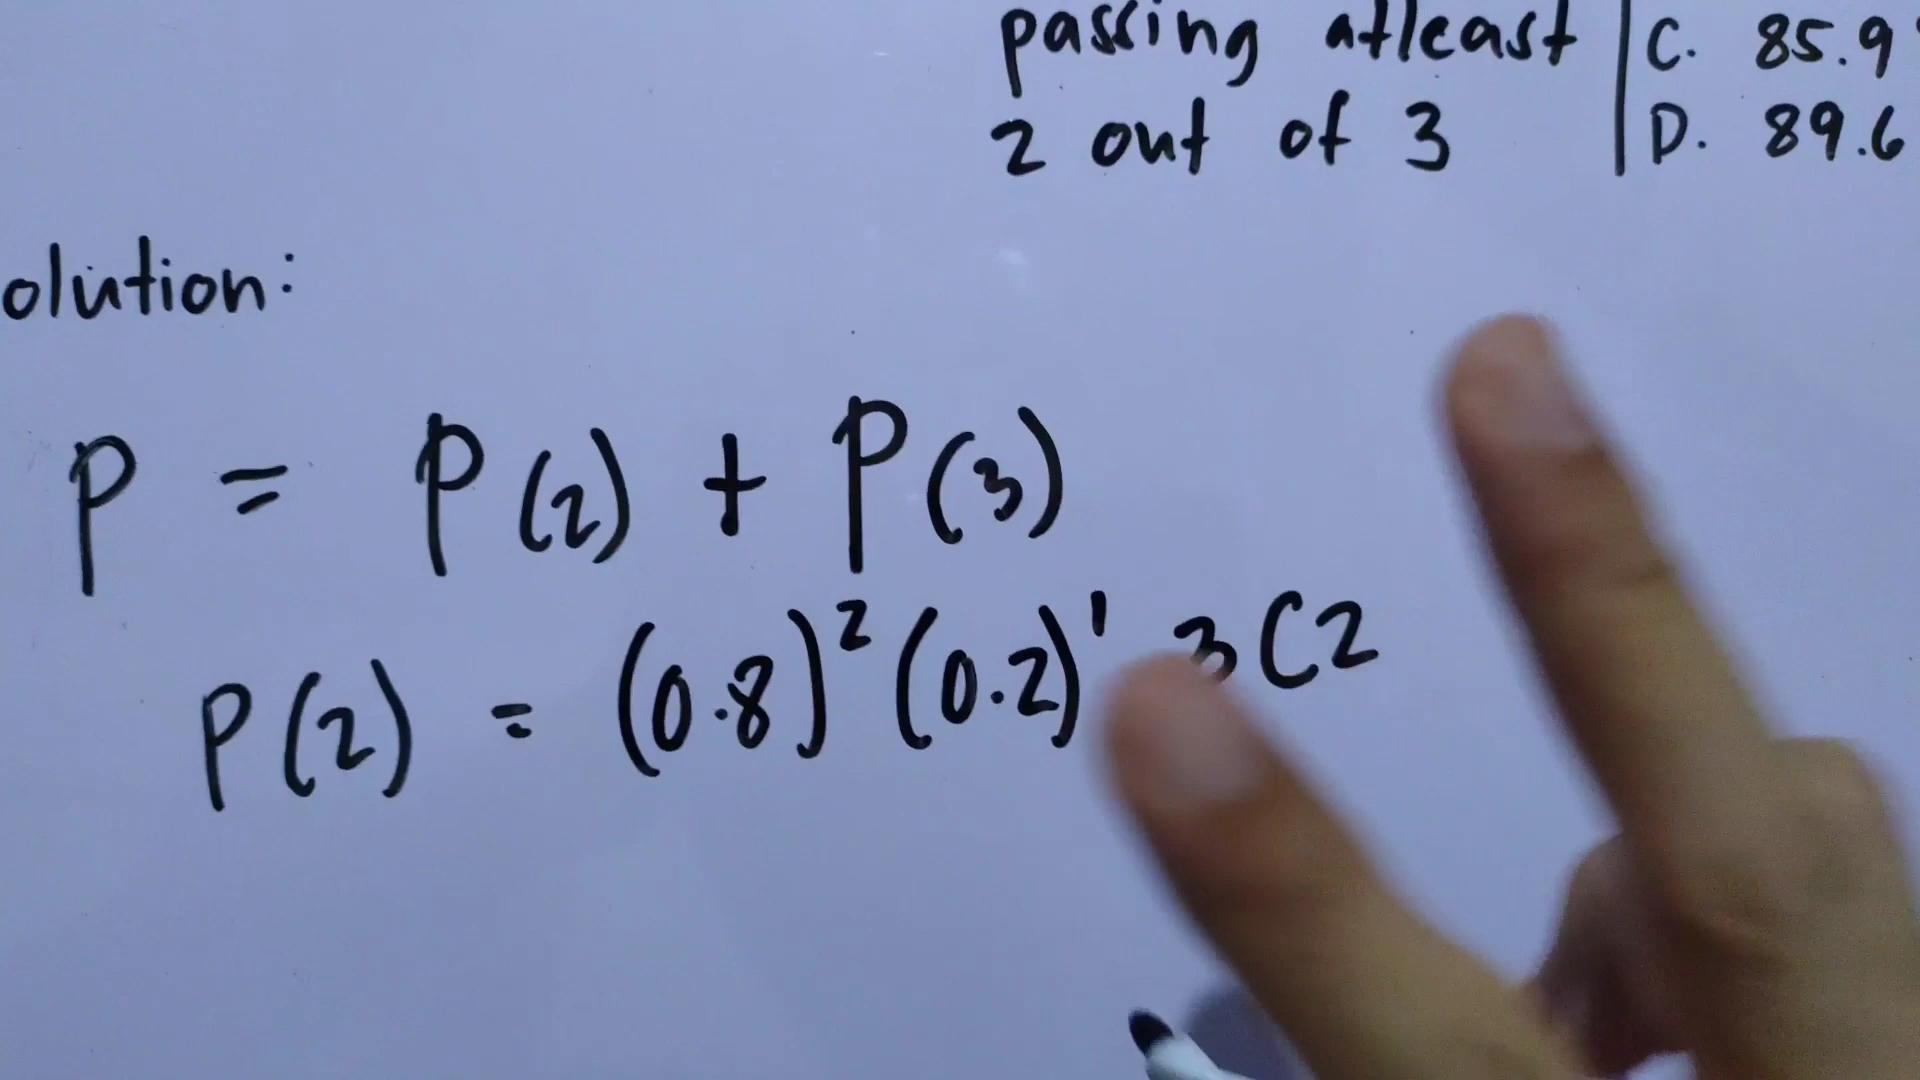 passing atleast
2 out of 3
C. 85.9
D. 89.6
olution:
P = P(2) + P(3)
P(2) = (0.8)² (0.2)¹ 3C2